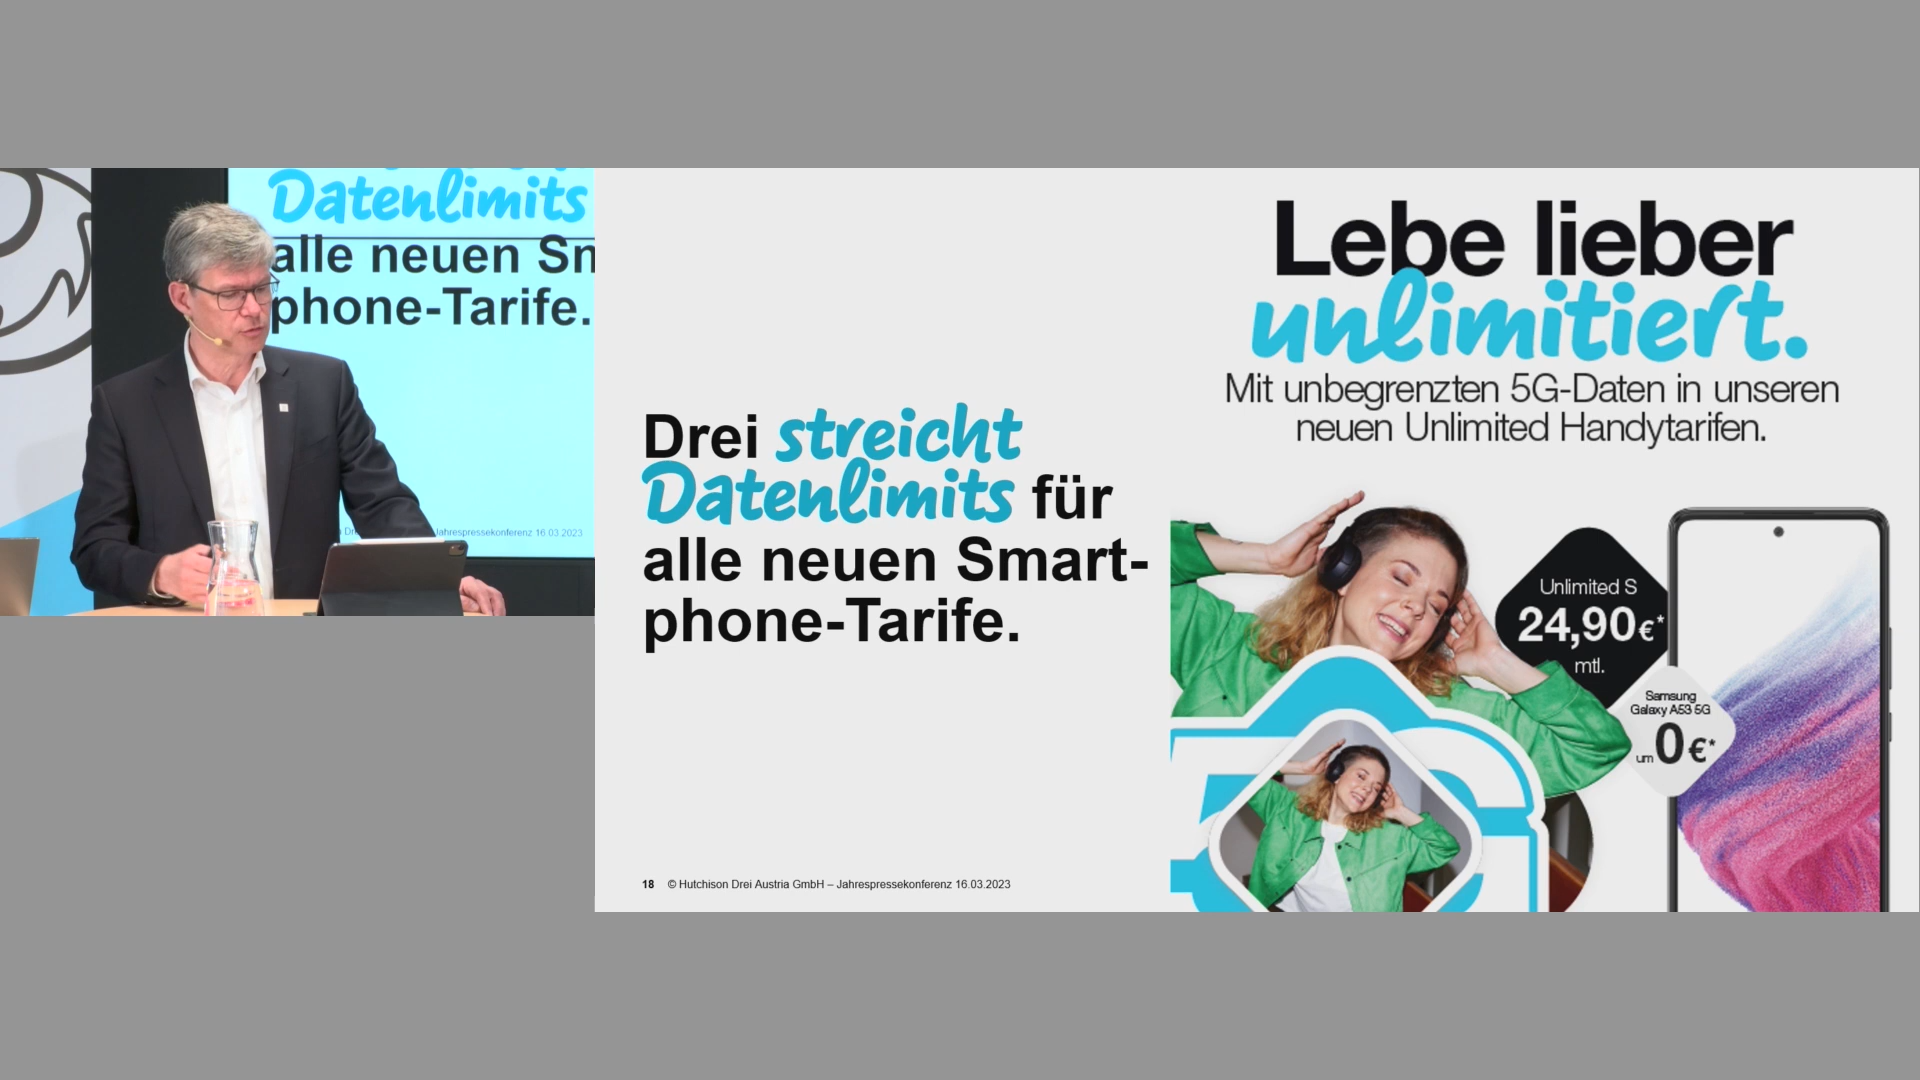 Datenlimits
alle neuen Sm
phone-Tarife.
Jahrespressekonferenz 16.03.2023
Drei streicht
Datenlimits für
alle neuen Smart-
phone-Tarife.
18 © Hutchison Drei Austria GmbH – Jahrespressekonferenz 16.03.2023
Lebe lieber
unlimitiert.
Mit unbegrenzten 5G-Daten in unseren
neuen Unlimited Handytarifen.
Unlimited S
24,90€*
mtl.
Samsung
Galaxy A53 5G
um 0€*